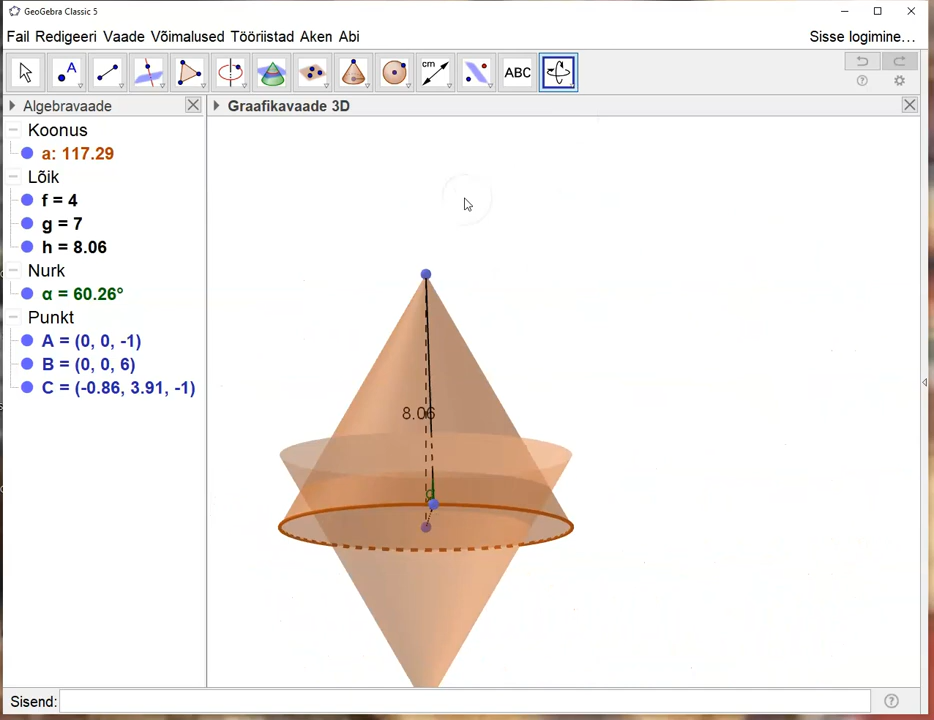 GeoGebra Classic 5
Fail Redigeeri Vaade Võimalused Tööriistad Aken Abi
Sisse logimine...
A
cm
ABC
Algebravaade
Graafikavaade 3D
Koonus
a: 117.29
Lõik
f = 4
g = 7
h = 8.06
Nurk
α = 60.26°
Punkt
A = (0, 0, -1)
B = (0, 0, 6)
C = (-0.86, 3.91, -1)
8.06
α
Sisend: